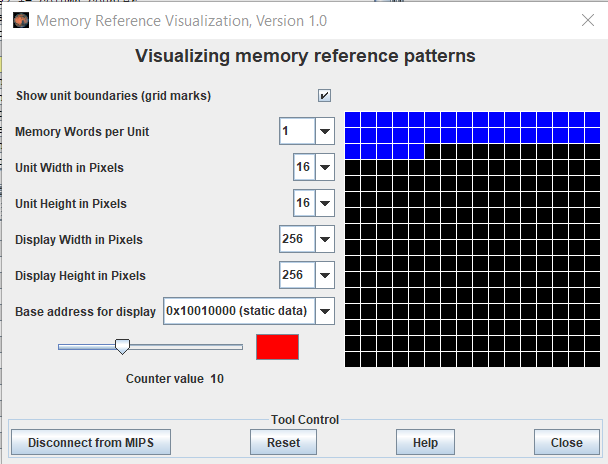 Memory Reference Visualization, Version 1.0
Visualizing memory reference patterns
Show unit boundaries (grid marks)
Memory Words per Unit 1
Unit Width in Pixels 16
Unit Height in Pixels 16
Display Width in Pixels 256
Display Height in Pixels 256
Base address for display 0x10010000 (static data)
Counter value 10
Tool Control
Disconnect from MIPS Reset Help Close